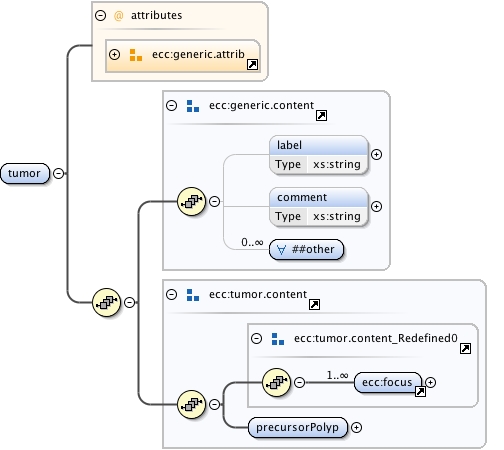 @ attributes
ecc:generic.attrib
ecc:generic.content
label
Type xs:string
tumor
comment
Type xs:string
0..∞ ∀ ##other
ecc:tumor.content
ecc:tumor.content_Redefined0
1..∞ ecc:focus
precursorPolyp